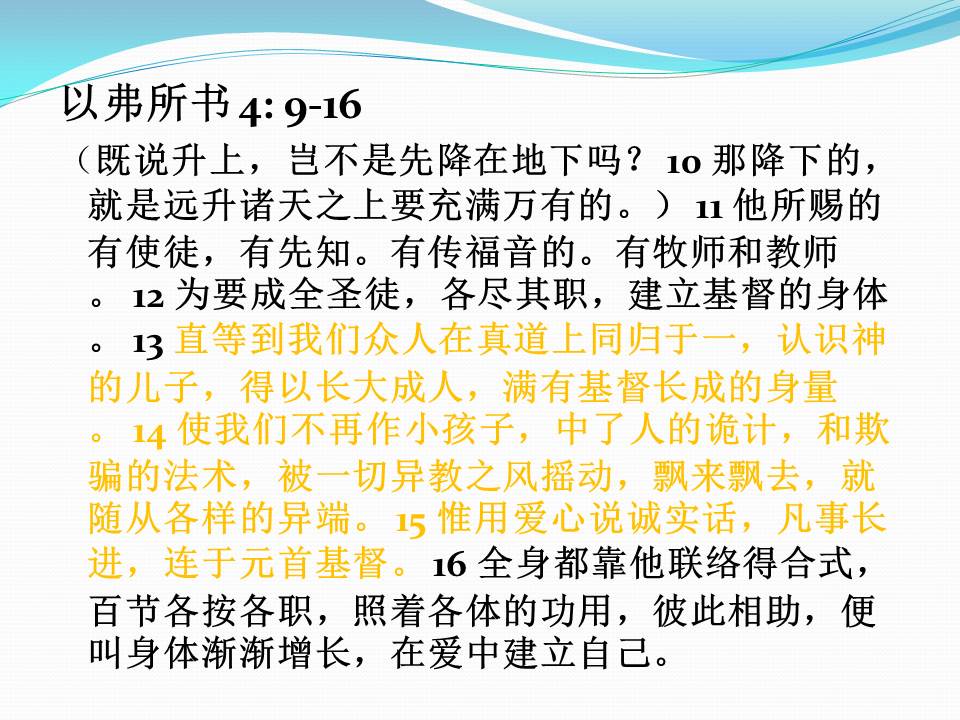 以弗所书 4: 9-16
（既说升上，岂不是先降在地下吗？ 10 那降下的，
就是远升诸天之上要充满万有的。） 11 他所赐的
有使徒，有先知。有传福音的。有牧师和教师
。 12 为要成全圣徒，各尽其职，建立基督的身体
。 13 直等到我们众人在真道上同归于一，认识神
的儿子，得以长大成人，满有基督长成的身量
。 14 使我们不再作小孩子，中了人的诡计，和欺
骗的法术，被一切异教之风摇动，飘来飘去，就
随从各样的异端。 15 惟用爱心说诚实话，凡事长
进，连于元首基督。 16 全身都靠他联络得合式，
百节各按各职，照着各体的功用，彼此相助，便
叫身体渐渐增长，在爱中建立自己。